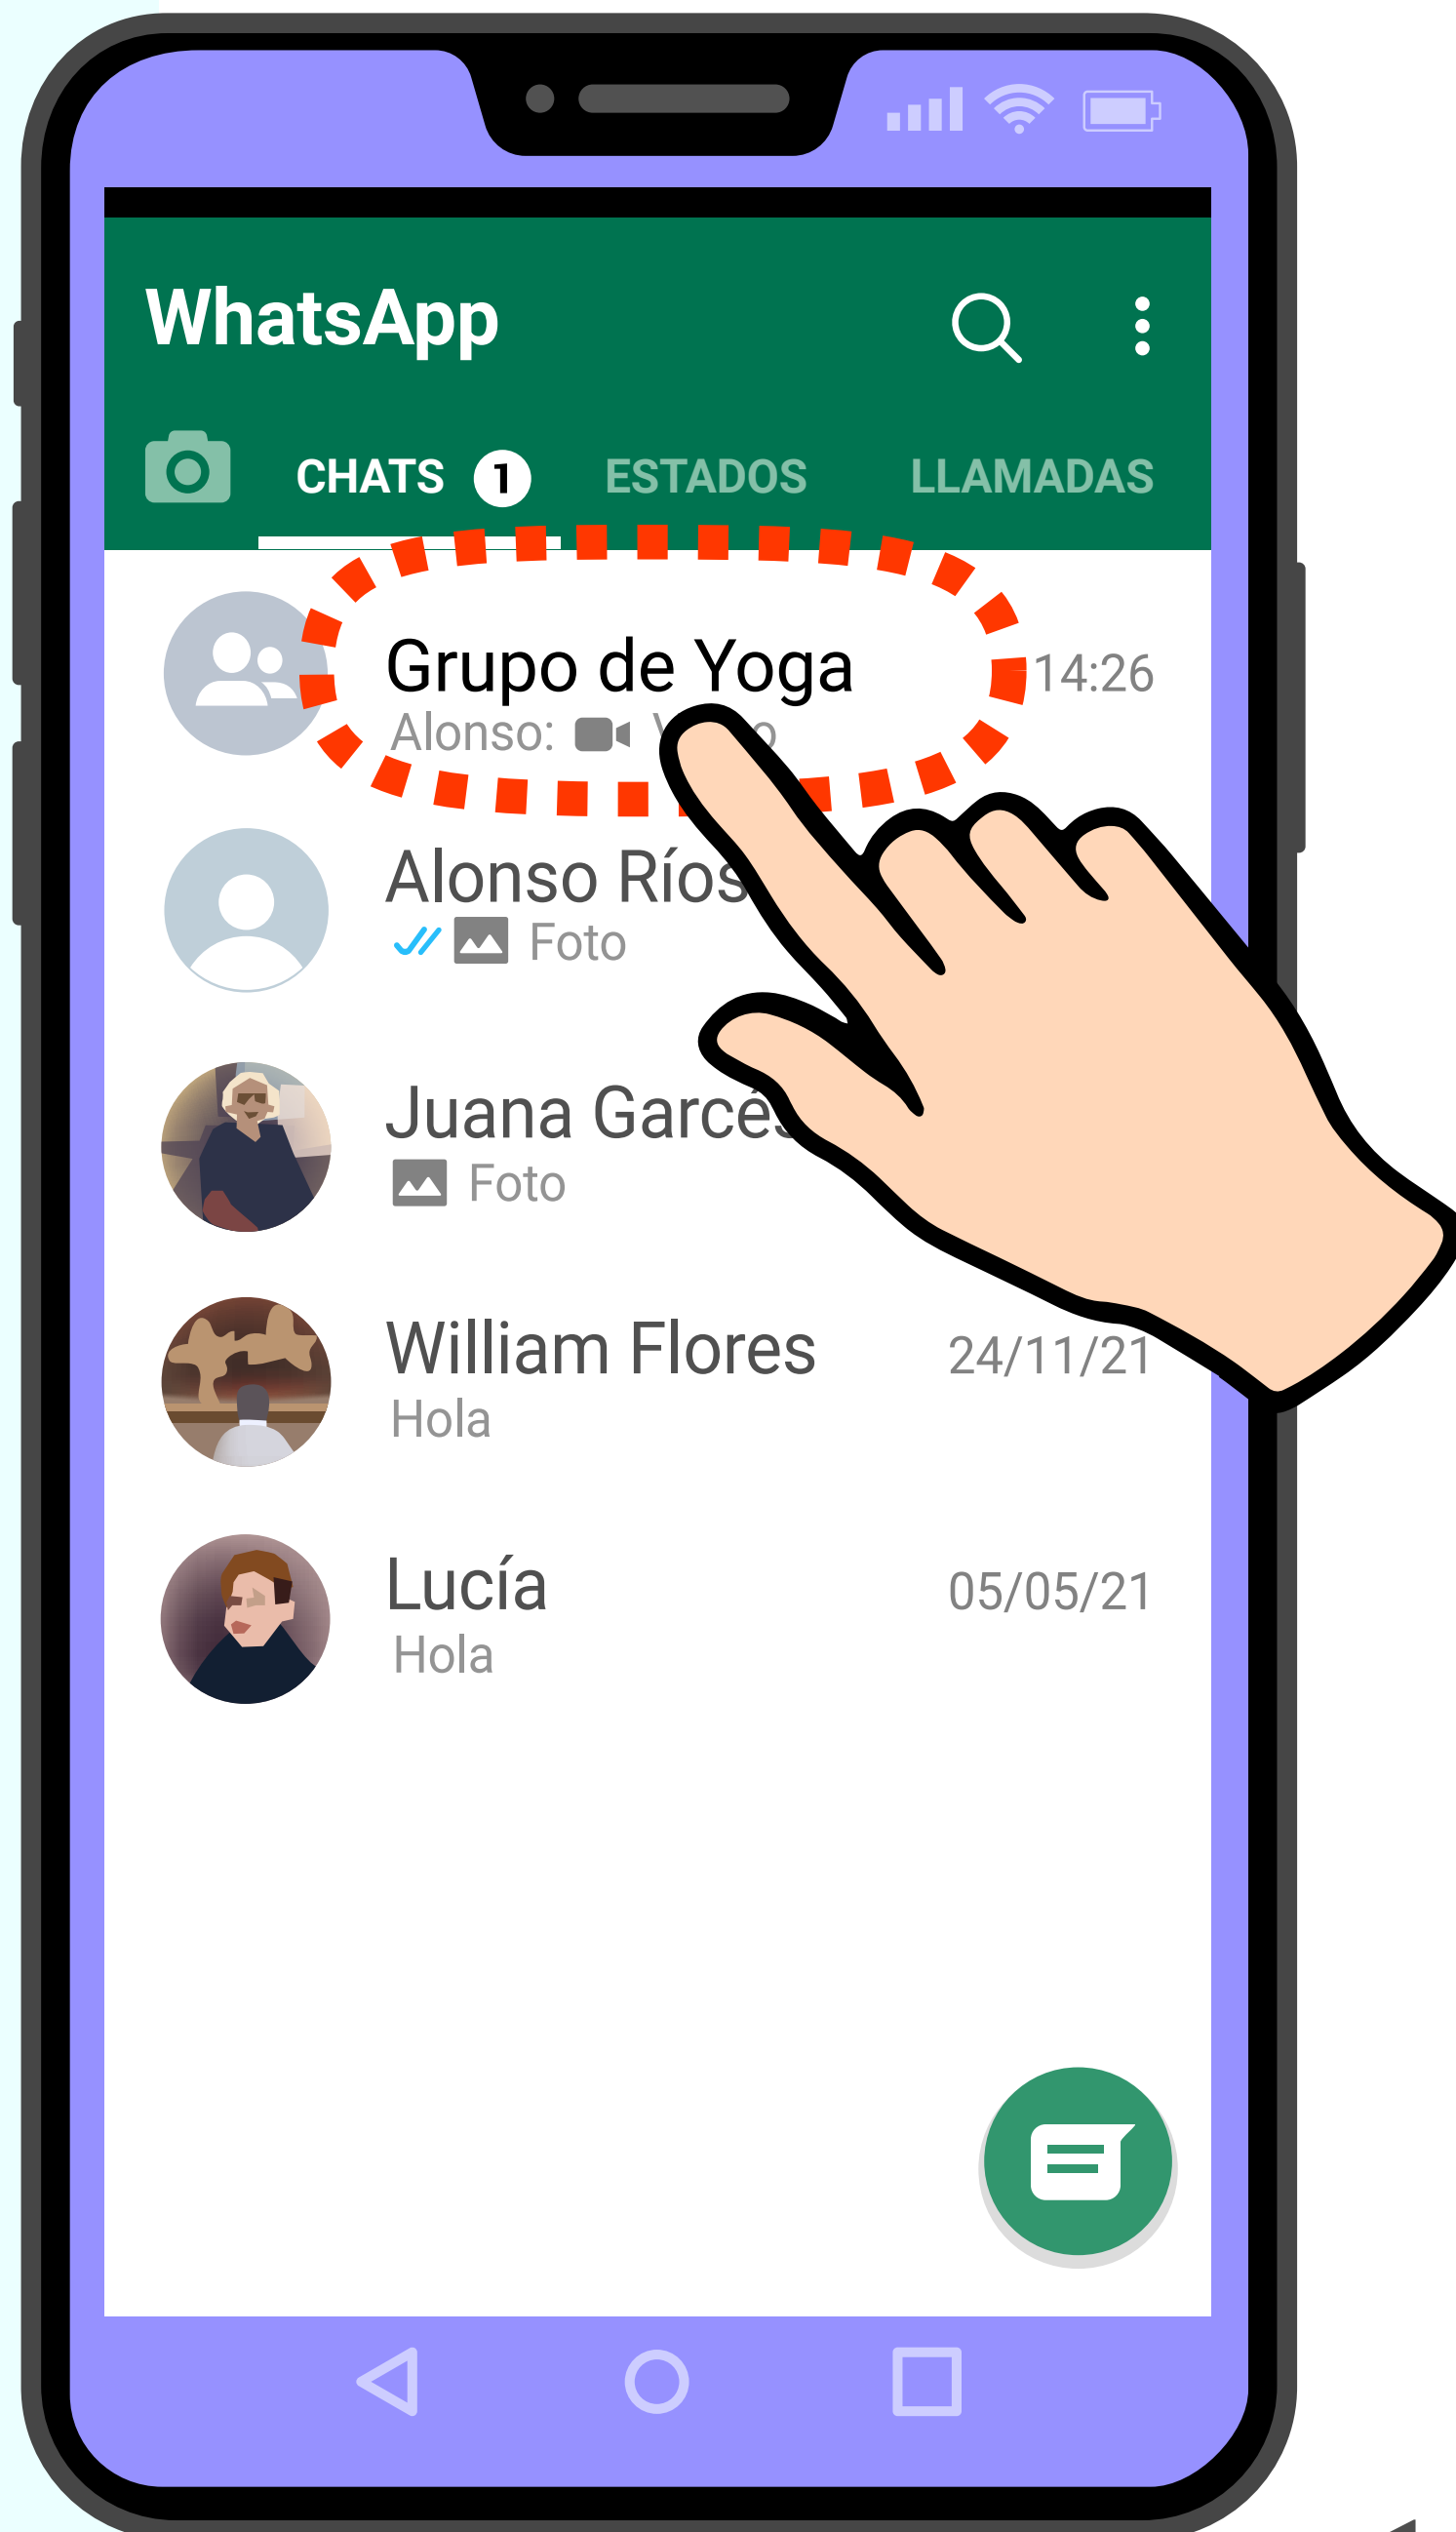 WhatsApp
CHATS 1 ESTADOS LLAMADAS
Grupo de Yoga 14:26
Alonso:
Alonso Ríos
Foto
Juana Garcés
Foto
William Flores 24/11/21
Hola
Lucía 05/05/21
Hola